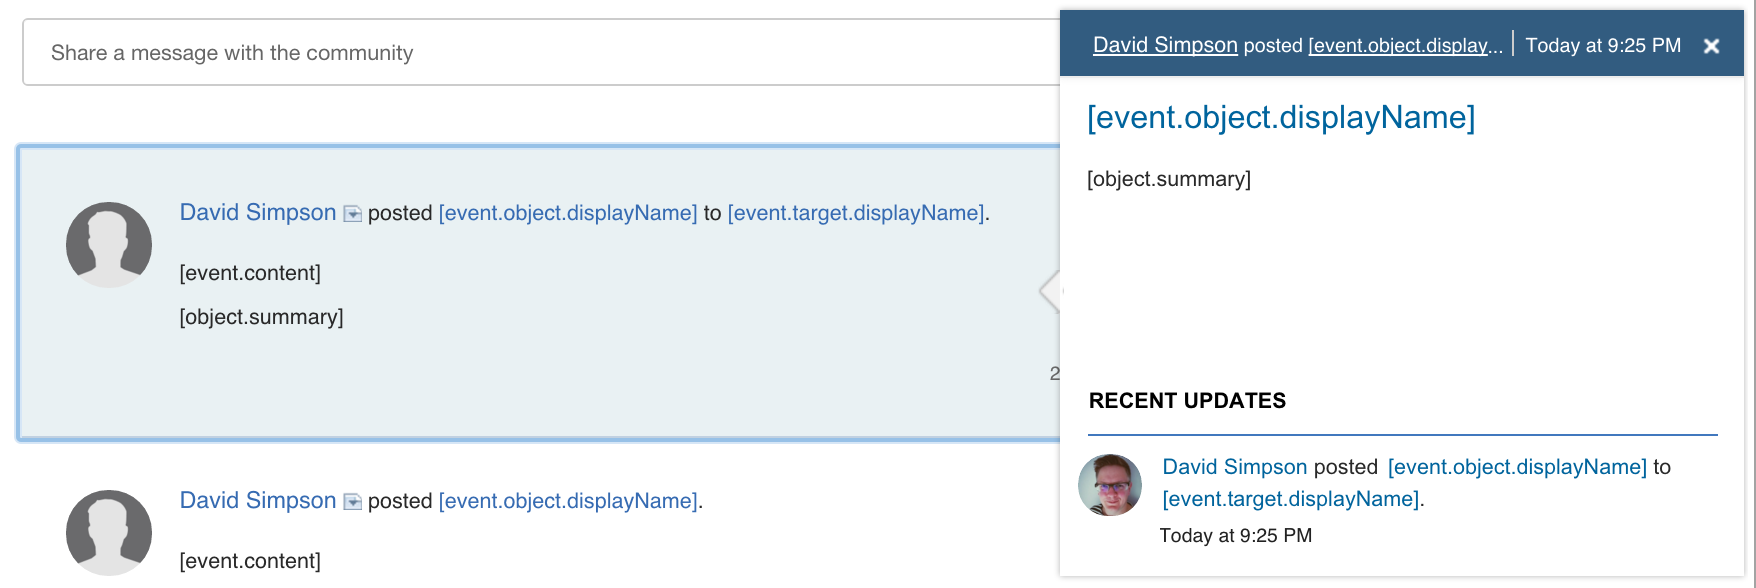 Share a message with the community
David Simpson posted [event.object.displayName] to [event.target.displayName].
[event.content]
[object.summary]
2
David Simpson posted [event.object.displayName].
[event.content]
David Simpson posted [event.object.display... | Today at 9:25 PM ×
[event.object.displayName]
[object.summary]
RECENT UPDATES
David Simpson posted [event.object.displayName] to
[event.target.displayName].
Today at 9:25 PM